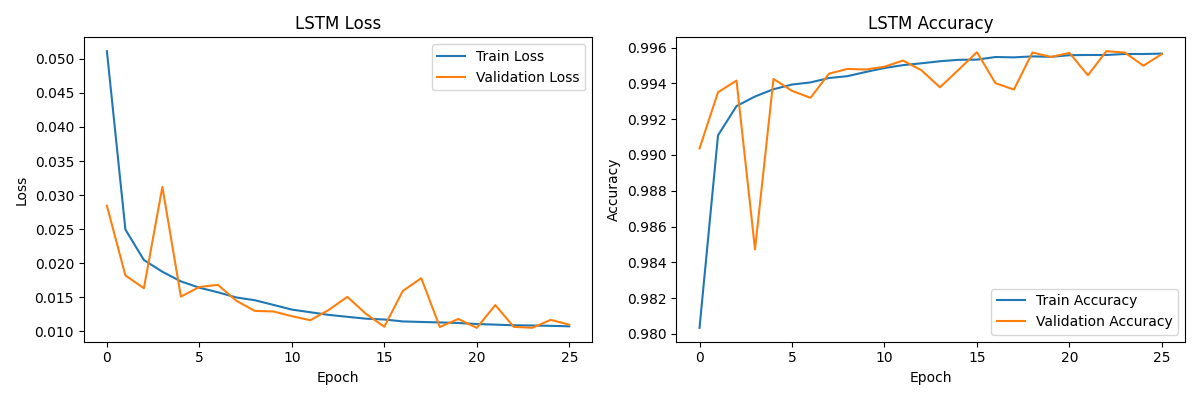 LSTM Loss
0.050
0.045
0.040
0.035
0.030
0.025
0.020
0.015
0.010
Loss
Train Loss
Validation Loss
0 5 10 15 20 25
Epoch
LSTM Accuracy
0.996
0.994
0.992
0.990
0.988
0.986
0.984
0.982
0.980
Accuracy
Train Accuracy
Validation Accuracy
0 5 10 15 20 25
Epoch